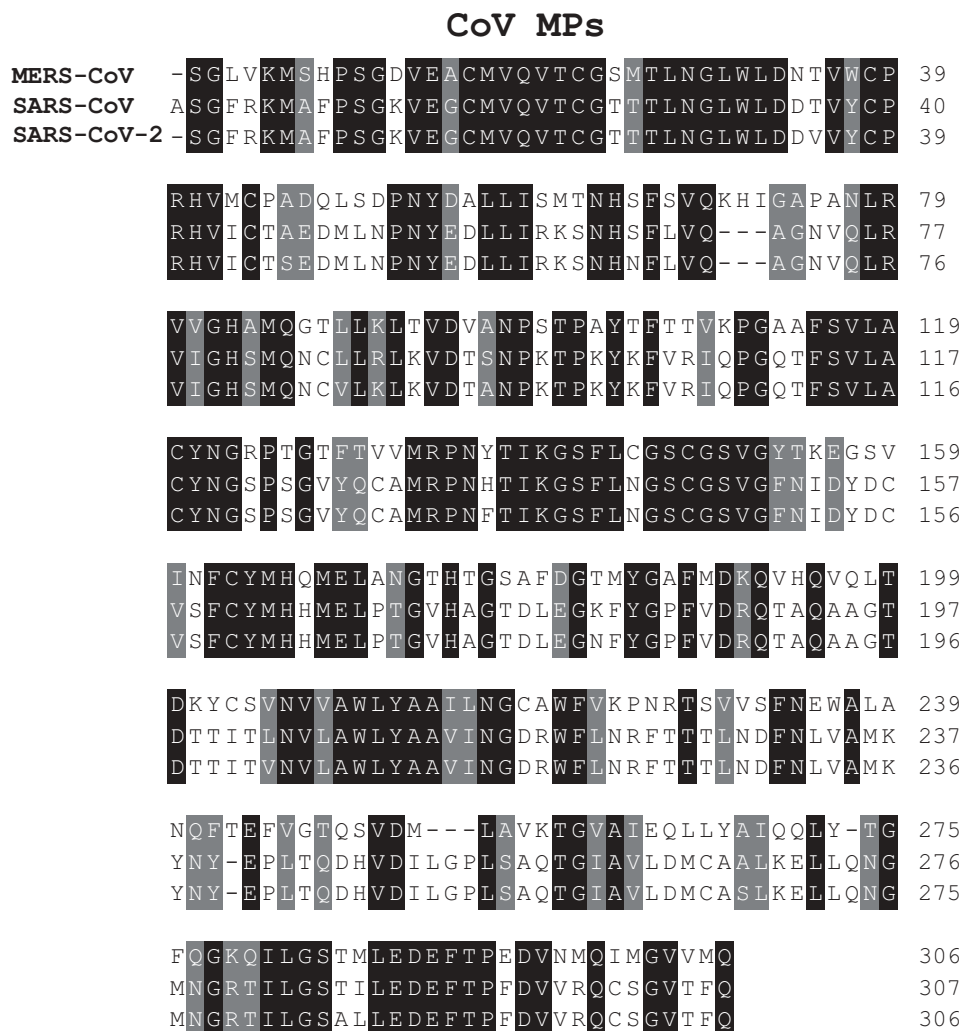 CoV MPs
MERS-CoV -SGLVKMSHPSGDVEACMVQVTCGSMTLNGLWLDNTVWCP 39
SARS-CoV ASGFRKMAFPSGKVEGCMVQVTCGTTTLNGLWLDDTVYCP 40
SARS-CoV-2 -SGFRKMAFPSGKVEGCMVQVTCGTTTLNGLWLDDVVYCP 39
RHVMCPADQLSDPNYDALLISMTNHSFSVQKHIGAPANLR 79
RHVICTAEDMLNPNYEDLLIRKSNHSFLVQ---AGNVQLR 77
RHVICTSEDMLNPNYEDLLIRKSNHNFLVQ---AGNVQLR 76
VVGHAMQGTLLKLTVDVANPSTPAYTFTTVKPGAAFSVLA 119
VIGHSMQNCLLRLKVDTSNPKTPKYKFVRIQPGQTFSVLA 117
VIGHSMQNCVLKLKVDTANPKTPKYKFVRIQPGQTFSVLA 116
CYNGRPTGTFTVVMRPNYTIKGSFLCGSCGSVGYTKEGSV 159
CYNGSPSGVYQCAMRPNHTIKGSFLNGSCGSVGFNIDYDC 157
CYNGSPSGVYQCAMRPNFTIKGSFLNGSCGSVGFNIDYDC 156
INFCYMHQMELANGTHTGSAFDGTMYGAFMDKQVHQVQLT 199
VSFCYMHHMELPTGVHAGTDLEGKFYGPFVDRQTAQAAGT 197
VSFCYMHHMELPTGVHAGTDLEGNFYGPFVDRQTAQAAGT 196
DKYCSVNVVAWLYAAILNGCAWFVKPNRTSVVSFNEWALA 239
DTTITLNVLAWLYAAVINGDRWFLNRFTTTLNDFNLVAMK 237
DTTITVNVLAWLYAAVINGDRWFLNRFTTTLNDFNLVAMK 236
NQFTEFVGTQSVDM---LAVKTGVAIEQLLYAIQQLY-TG 275
YNY-EPLTQDHVDILGPLSAQTGIAVLDMCAALKELLQNG 276
YNY-EPLTQDHVDILGPLSAQTGIAVLDMCASLKELLQNG 275
FQGKQILGSTMLEDEFTPEDVNMQIMGVVMQ 306
MNGRTILGSTILEDEFTPFDVVRQCSGVTFQ 307
MNGRTILGSALLEDEFTPFDVVRQCSGVTFQ 306